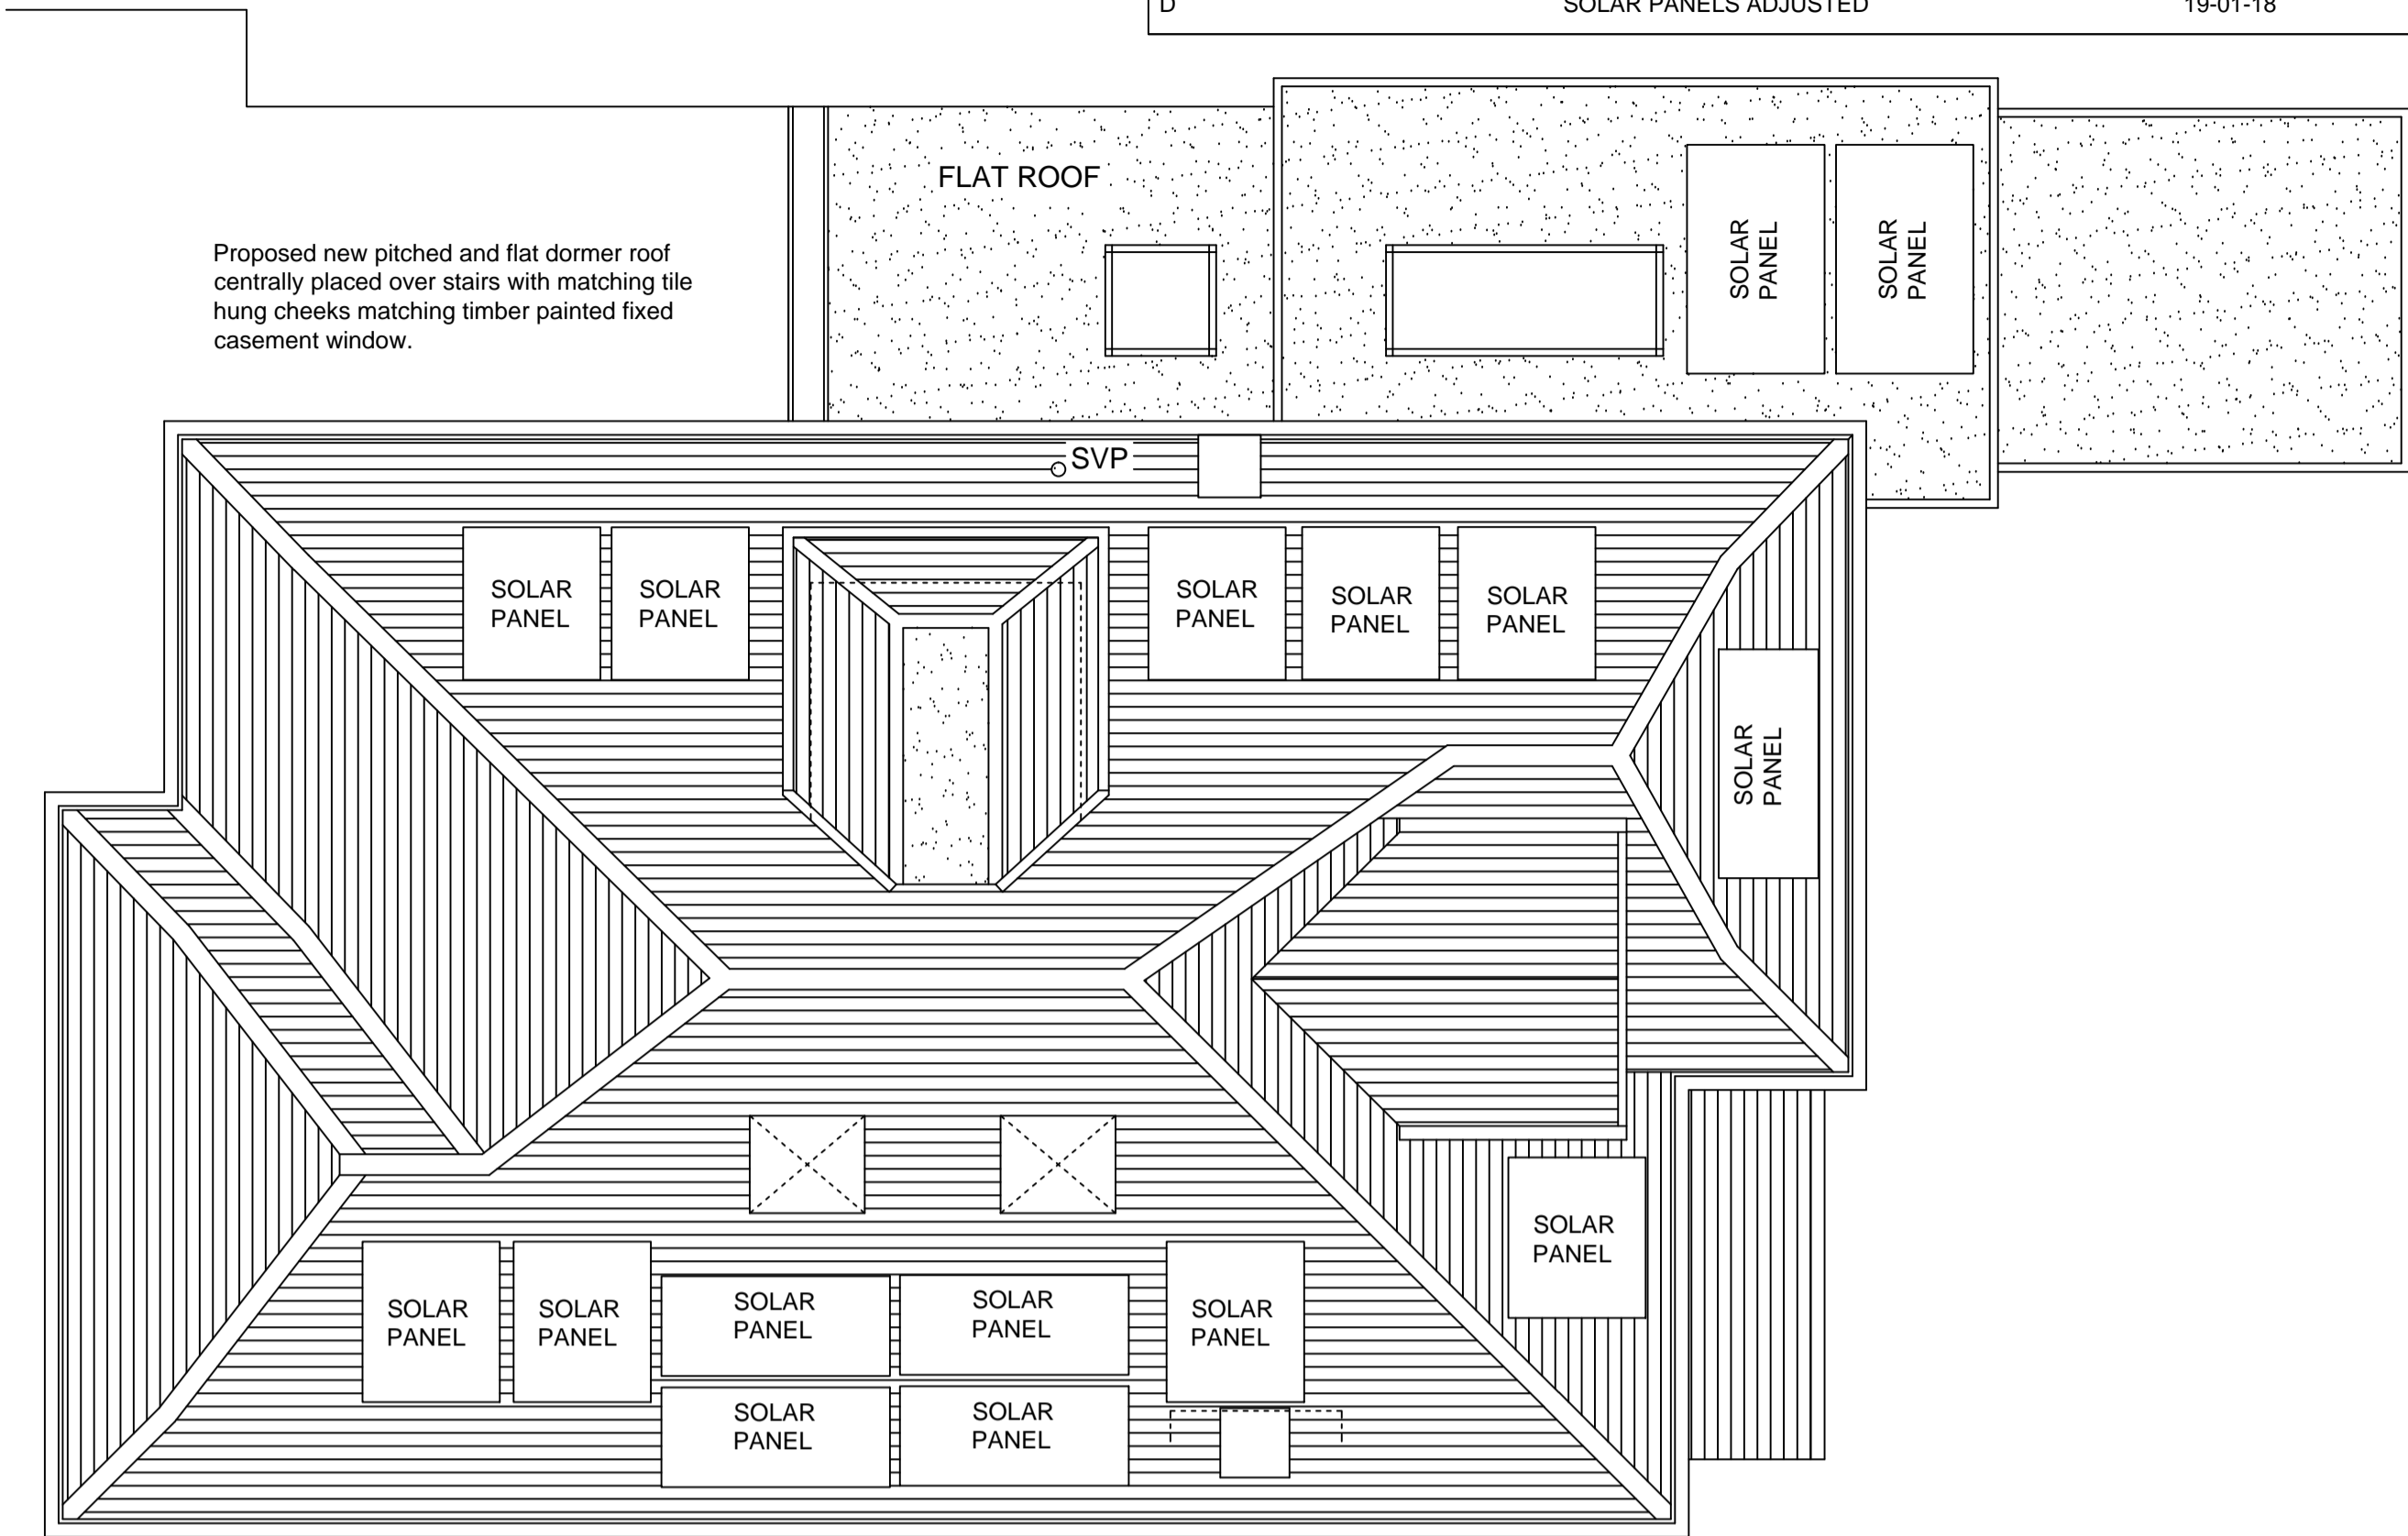 D SOLAR PANELS ADJUSTED 19-01-18
FLAT ROOF
Proposed new pitched and flat dormer roof
centrally placed over stairs with matching tile
hung cheeks matching timber painted fixed
casement window.
SOLAR
PANEL
SOLAR
PANEL
SVP
SOLAR
PANEL
SOLAR
PANEL
SOLAR
PANEL
SOLAR
PANEL
SOLAR
PANEL
SOLAR
PANEL
SOLAR
PANEL
SOLAR
PANEL
SOLAR
PANEL
SOLAR
PANEL
SOLAR
PANEL
SOLAR
PANEL
SOLAR
PANEL
SOLAR
PANEL